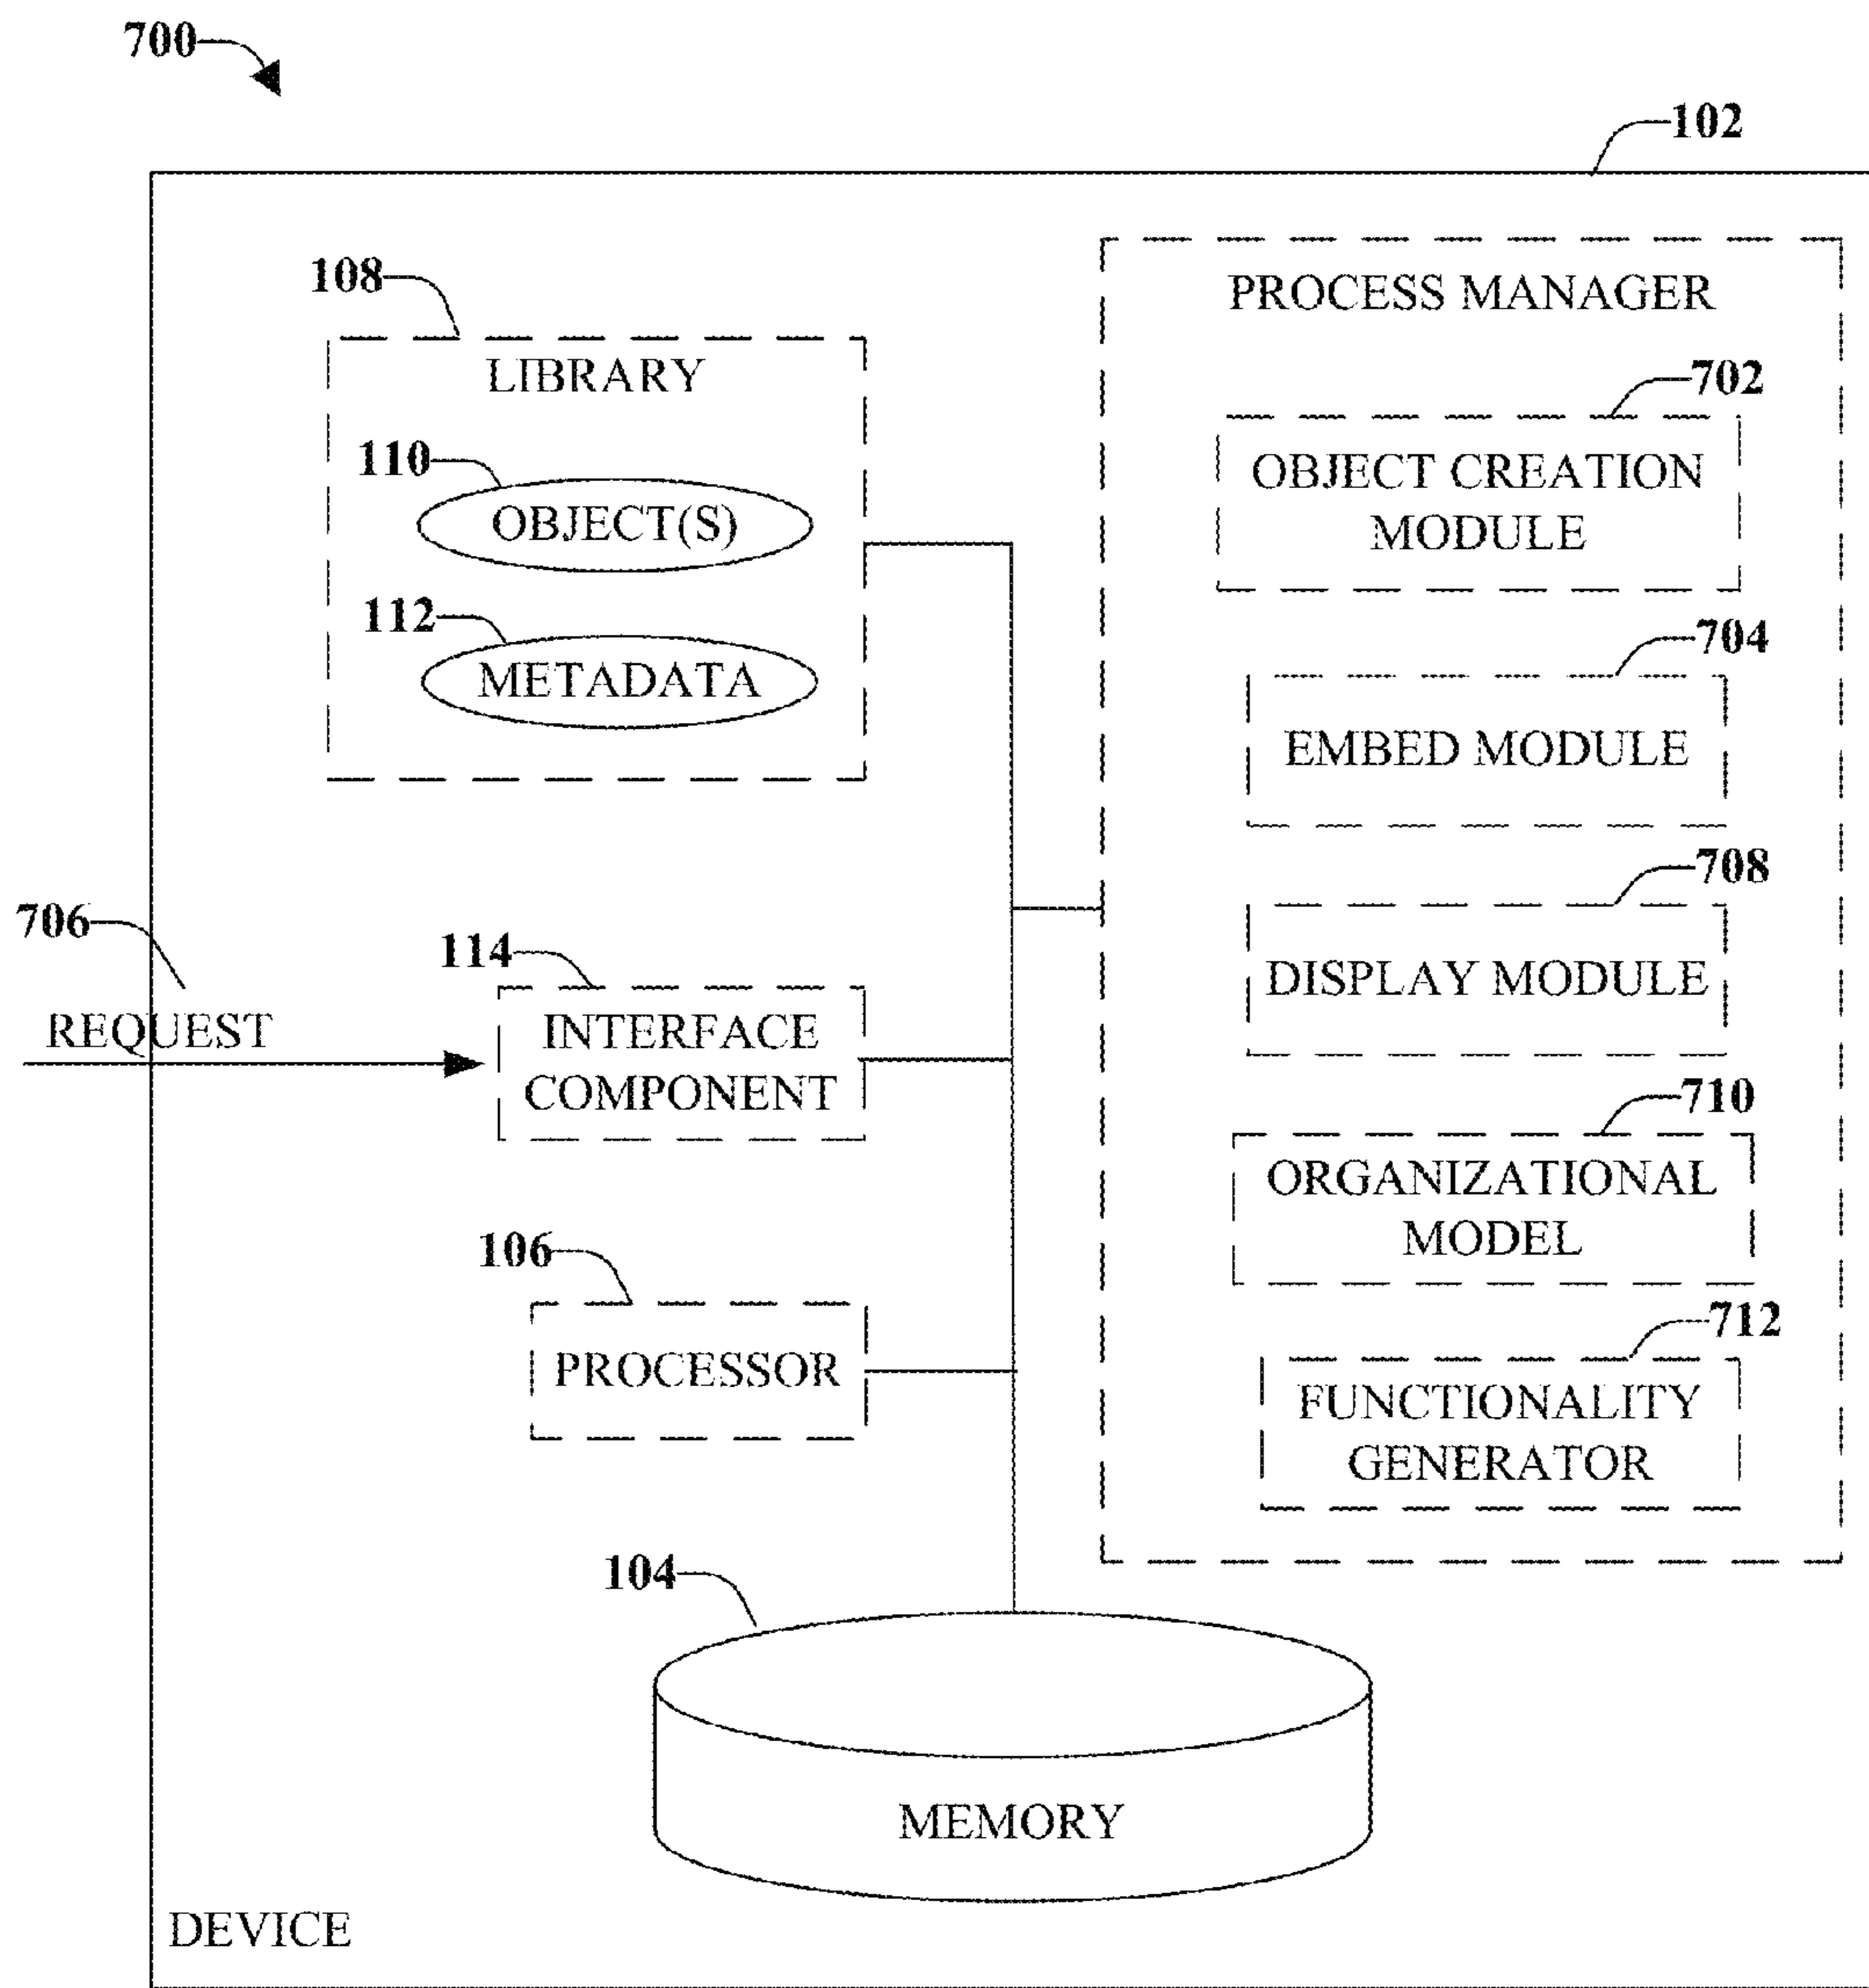 700
102
108
LIBRARY
110
OBJECT(S)
112
METADATA
PROCESS MANAGER
702
OBJECT CREATION
MODULE
704
EMBED MODULE
708
DISPLAY MODULE
710
ORGANIZATIONAL
MODEL
712
FUNCTIONALITY
GENERATOR
706
REQUEST
114
INTERFACE
COMPONENT
106
PROCESSOR
104
MEMORY
DEVICE